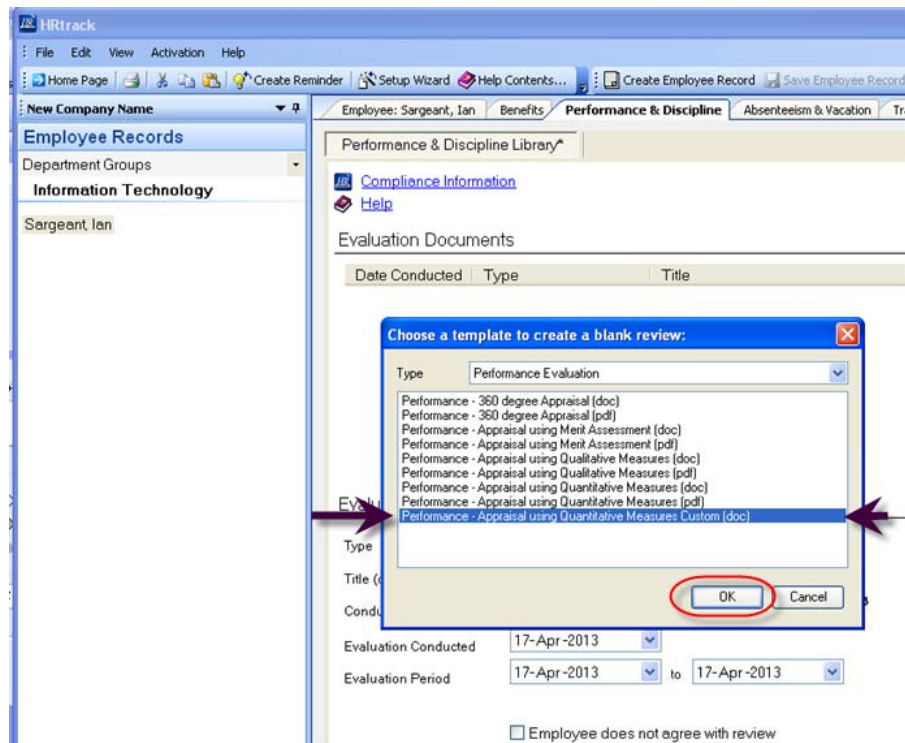 HRtrack
File Edit View Activation Help
Home Page Create Reminder Setup Wizard Help Contents... Create Employee Record Save Employee Record
New Company Name
Employee Records
Department Groups
Information Technology
Sargeant, Ian
Employee: Sargeant, Ian Benefits Performance & Discipline Absenteeism & Vacation
Performance & Discipline Library*
Compliance Information
Help
Evaluation Documents
Date Conducted Type Title
Choose a template to create a blank review:
Type Performance Evaluation
Performance - 360 degree Appraisal (doc)
Performance - 360 degree Appraisal (pdf)
Performance - Appraisal using Merit Assessment (doc)
Performance - Appraisal using Merit Assessment (pdf)
Performance - Appraisal using Qualitative Measures (doc)
Performance - Appraisal using Qualitative Measures (pdf)
Performance - Appraisal using Quantitative Measures (doc)
Performance - Appraisal using Quantitative Measures (pdf)
Performance - Appraisal using Quantitative Measures Custom (doc)
OK Cancel
Type
Title
Evaluation Conducted 17-Apr-2013
Evaluation Period 17-Apr-2013 to 17-Apr-2013
Employee does not agree with review